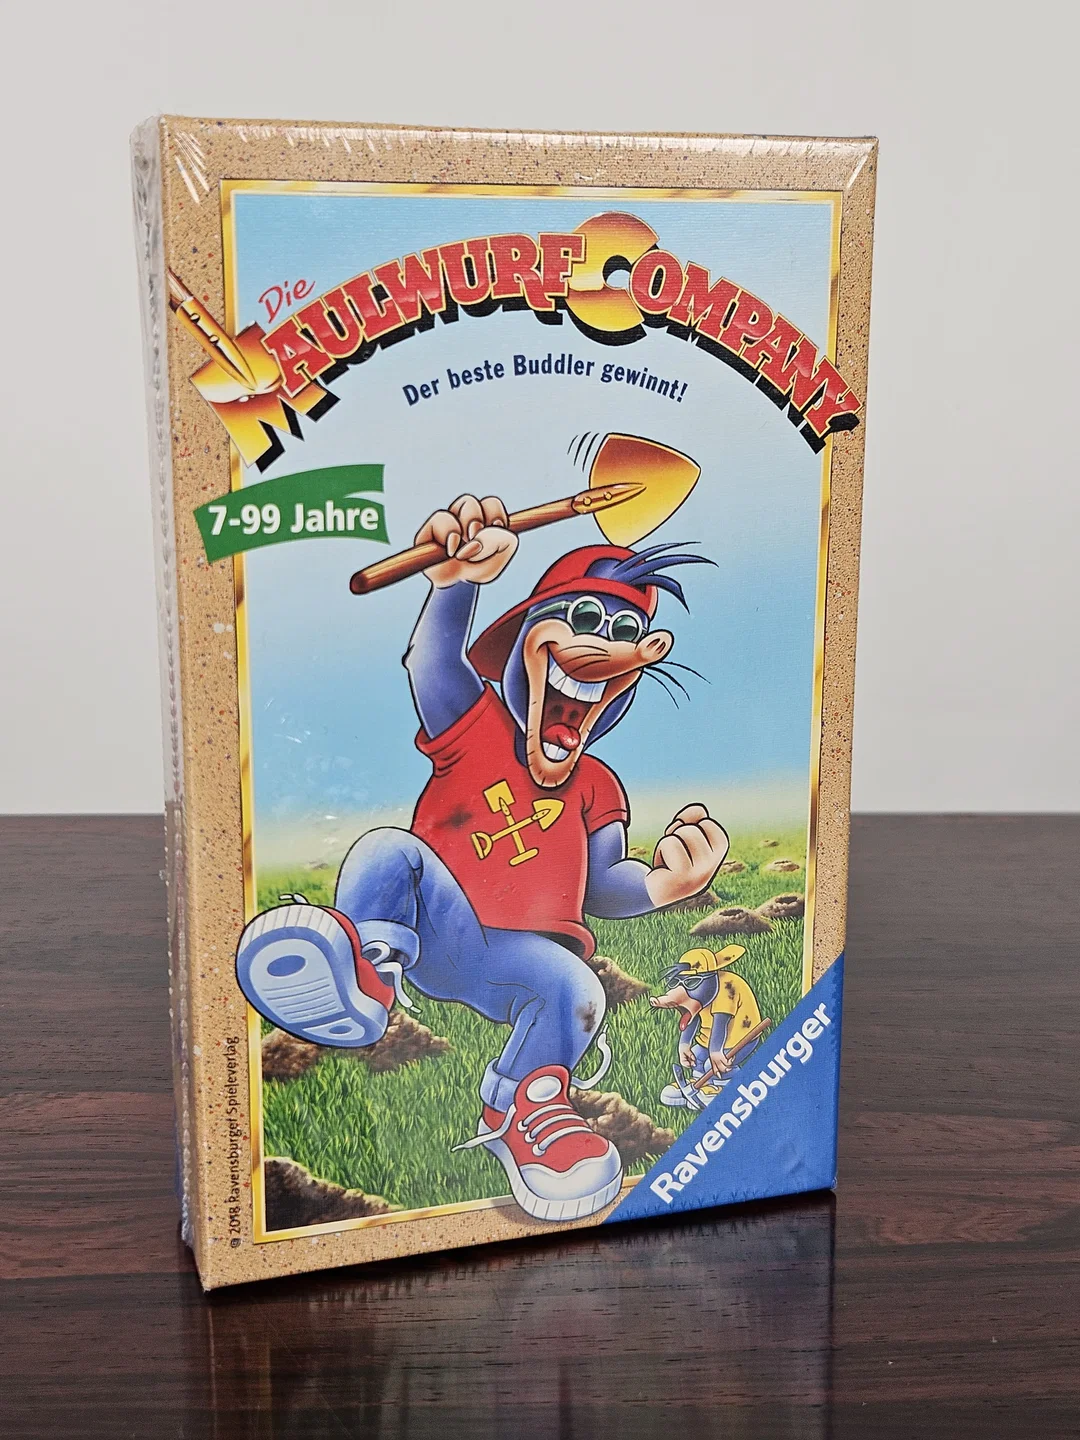 Die
MAULWURF COMPANY
Der beste Buddler gewinnt!
7-99 Jahre
Ravensburger
© 2018 Ravensburger Spieleverlag